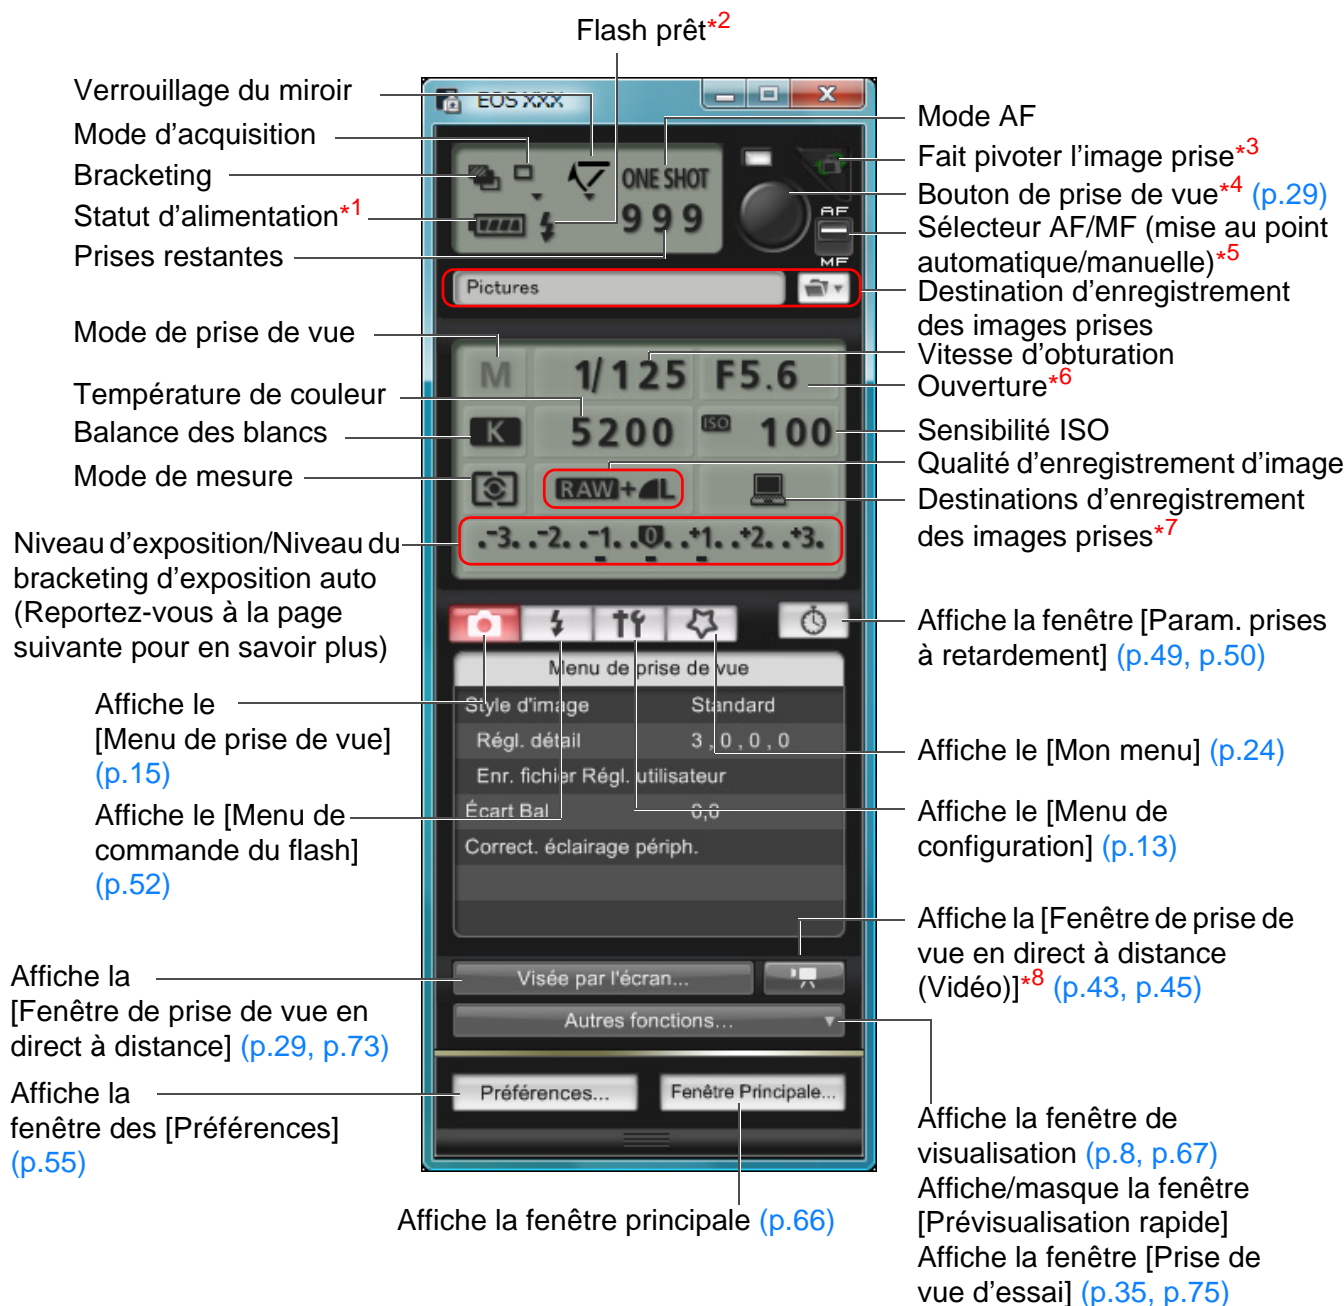 Flash prêt*2
Verrouillage du miroir
Mode d'acquisition
Bracketing
Statut d'alimentation*1
Prises restantes
Mode de prise de vue
Température de couleur
Balance des blancs
Mode de mesure
Niveau d'exposition/Niveau du
bracketing d'exposition auto
(Reportez-vous à la page
suivante pour en savoir plus)
Affiche le
[Menu de prise de vue]
(p.15)
Affiche le [Menu de
commande du flash]
(p.52)
Affiche la
[Fenêtre de prise de vue en
direct à distance] (p.29, p.73)
Affiche la
fenêtre des [Préférences]
(p.55)
EOS XXX
ONE SHOT
999
AF
MF
Pictures
M 1/125 F5.6
K 5200 ISO 100
RAW+L
.-3. .-2. .-1. .0. .+1. .+2. .+3.
Menu de prise de vue
Style d'image Standard
Régl. détail 3 , 0 , 0 , 0
Enr. fichier Régl. utilisateur
Écart Bal 0,0
Correct. éclairage périph.
Visée par l'écran...
Autres fonctions...
Préférences... Fenêtre Principale...
Affiche la fenêtre principale (p.66)
Mode AF
Fait pivoter l'image prise*3
Bouton de prise de vue*4 (p.29)
Sélecteur AF/MF (mise au point
automatique/manuelle)*5
Destination d'enregistrement
des images prises
Vitesse d'obturation
Ouverture*6
Sensibilité ISO
Qualité d'enregistrement d'image
Destinations d'enregistrement
des images prises*7
Affiche la fenêtre [Param. prises
à retardement] (p.49, p.50)
Affiche le [Mon menu] (p.24)
Affiche le [Menu de
configuration] (p.13)
Affiche la [Fenêtre de prise de
vue en direct à distance
(Vidéo)]*8 (p.43, p.45)
Affiche la fenêtre de
visualisation (p.8, p.67)
Affiche/masque la fenêtre
[Prévisualisation rapide]
Affiche la fenêtre [Prise de
vue d'essai] (p.35, p.75)